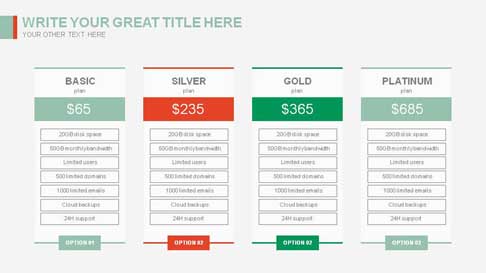 WRITE YOUR GREAT TITLE HERE
YOUR OTHER TEXT HERE
BASIC
plan
$65
20GB disk space
50GB monthly bandwidth
Limited users
500 limited domains
1000 limited emails
Cloud backups
24H support
OPTION #1
SILVER
plan
$235
20GB disk space
50GB monthly bandwidth
Limited users
500 limited domains
1000 limited emails
Cloud backups
24H support
OPTION #2
GOLD
plan
$365
20GB disk space
50GB monthly bandwidth
Limited users
500 limited domains
1000 limited emails
Cloud backups
24H support
OPTION #2
PLATINUM
plan
$685
20GB disk space
50GB monthly bandwidth
Limited users
500 limited domains
1000 limited emails
Cloud backups
24H support
OPTION #3